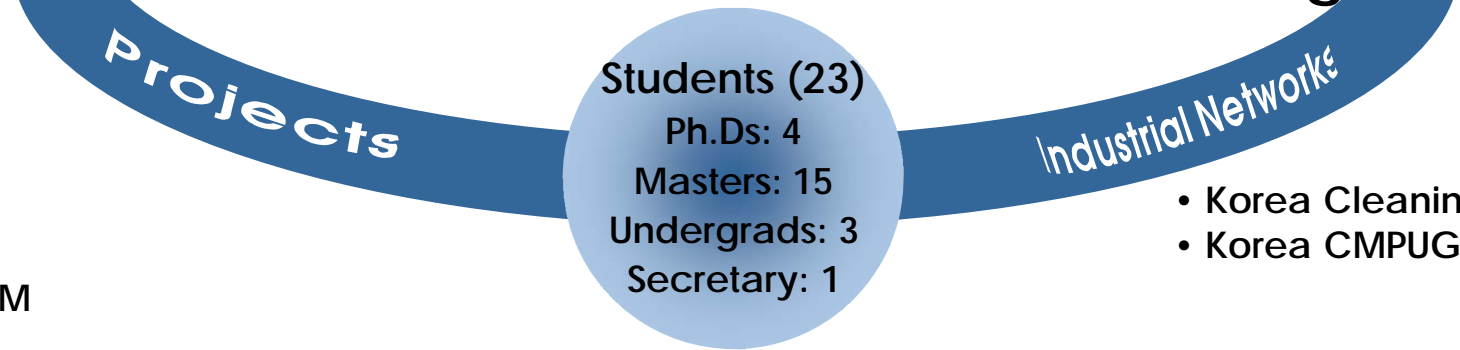 Projects
Students (23)
Ph.Ds: 4
Masters: 15
Undergrads: 3
Secretary: 1
Industrial Networks
• Korea Cleanin
• Korea CMPUG
M